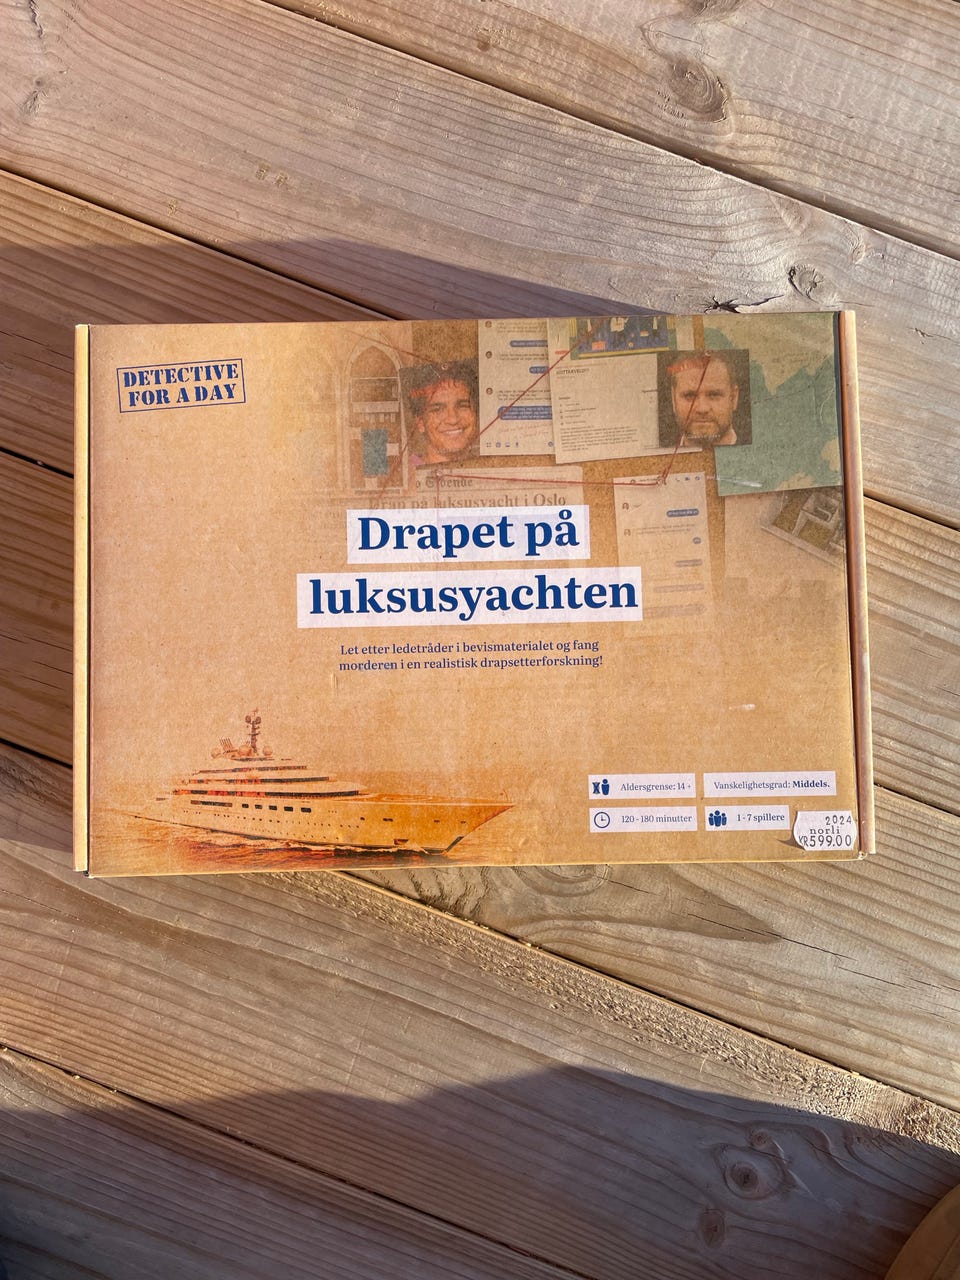 DETECTIVE
FOR A DAY
Drap på luksusyacht i Oslo
Drapet på
luksusyachten
Let etter ledetråder i bevismaterialet og fang
morderen i en realistisk drapsetterforskning!
Aldersgrense: 14 +
Vanskelighetsgrad: Middels.
120 - 180 minutter
1 - 7 spillere
2024
norli
KR599.00